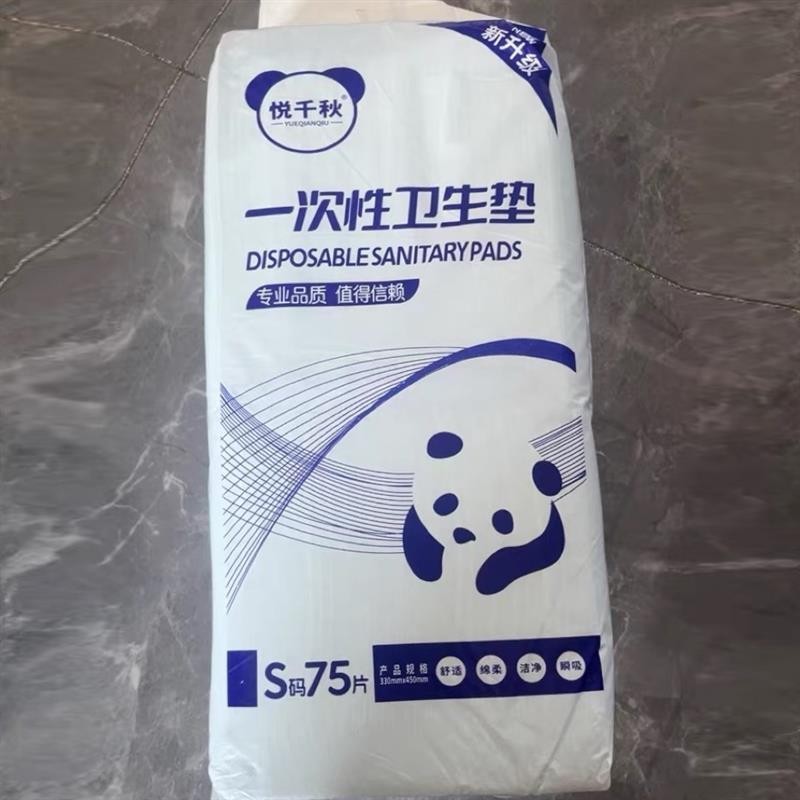 NEW
新升级
悦千秋®
YUEQIANQIU
一次性卫生垫
DISPOSABLE SANITARY PADS
专业品质 值得信赖
S码75片
产品规格
330mmx450mm
舒适 绵柔 洁净 瞬吸